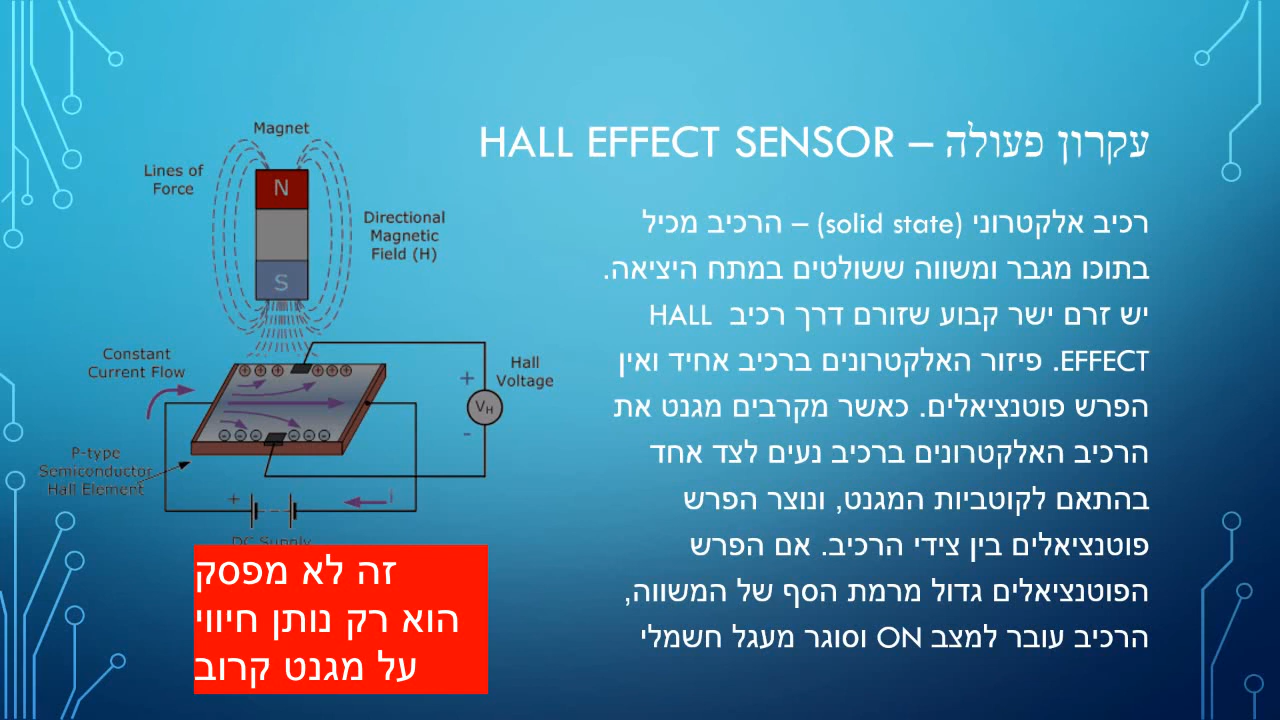 עקרון פעולה – HALL EFFECT SENSOR
רכיב אלקטרוני (solid state) – הרכיב מכיל
בתוכו מגבר ומשווה ששולטים במתח היציאה.
יש זרם ישר קבוע שזורם דרך רכיב HALL
EFFECT. פיזור האלקטרונים ברכיב אחיד ואין
הפרש פוטנציאלים. כאשר מקרבים מגנט את
הרכיב האלקטרונים ברכיב נעים לצד אחד
בהתאם לקוטביות המגנט, ונוצר הפרש
פוטנציאלים בין צידי הרכיב. אם הפרש
הפוטנציאלים גדול מרמת הסף של המשווה,
הרכיב עובר למצב ON וסוגר מעגל חשמלי
Magnet
Lines of
Force
N
Directional
Magnetic
Field (H)
S
Constant
Current Flow
Hall
Voltage
+
VH
-
P-type
Semiconductor
Hall Element
+
i
DC Supply
זה לא מפסק
הוא רק נותן חיווי
על מגנט קרוב